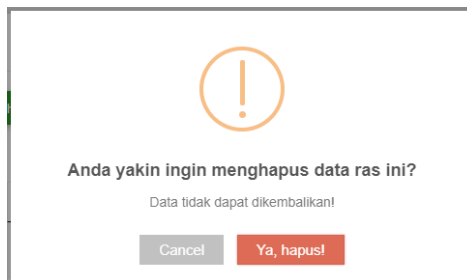 Anda yakin ingin menghapus data ras ini?
Data tidak dapat dikembalikan!
Cancel
Ya, hapus!